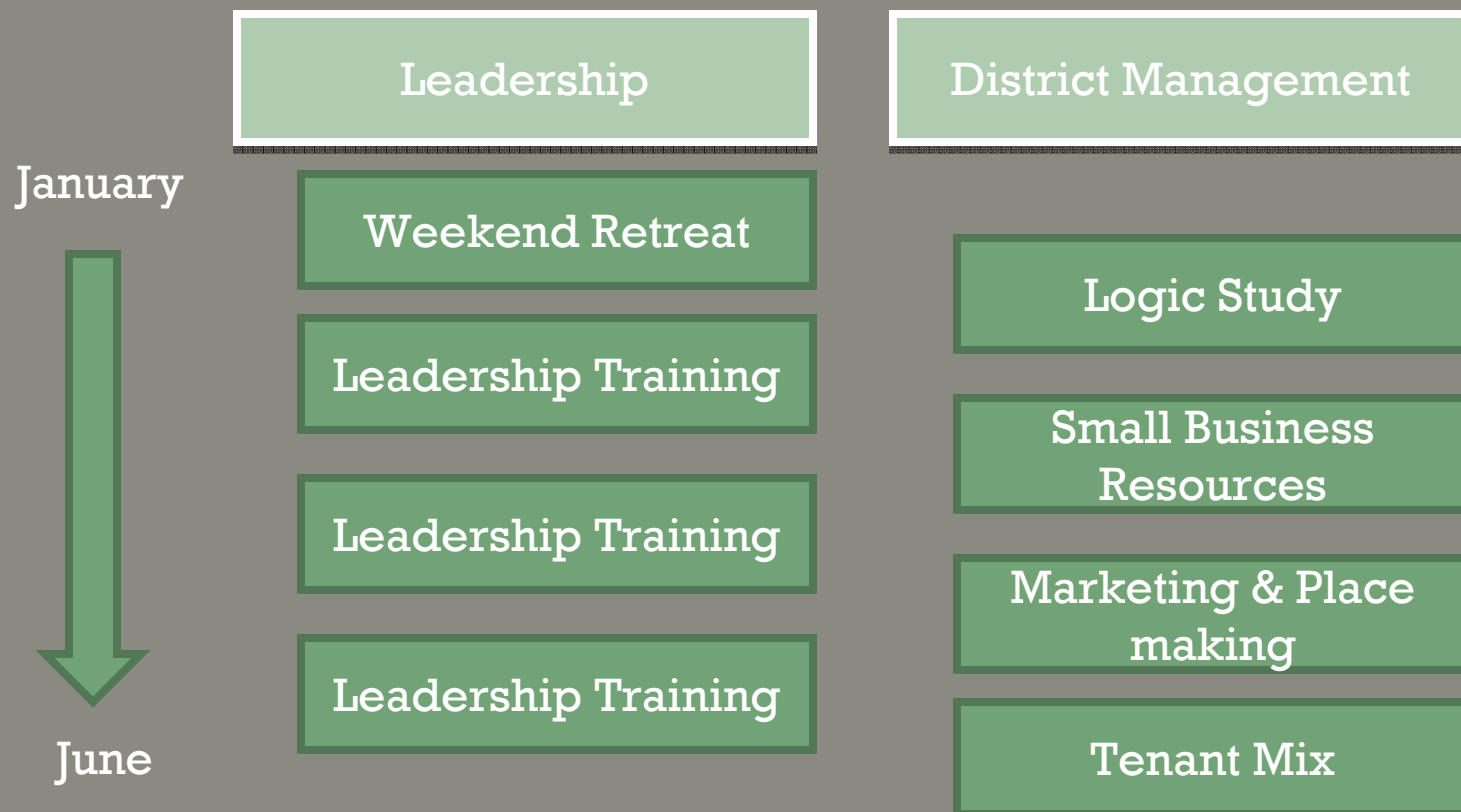 Leadership
District Management
January
Weekend Retreat
Logic Study
Leadership Training
Small Business
Resources
Leadership Training
Marketing & Place
making
Leadership Training
June
Tenant Mix